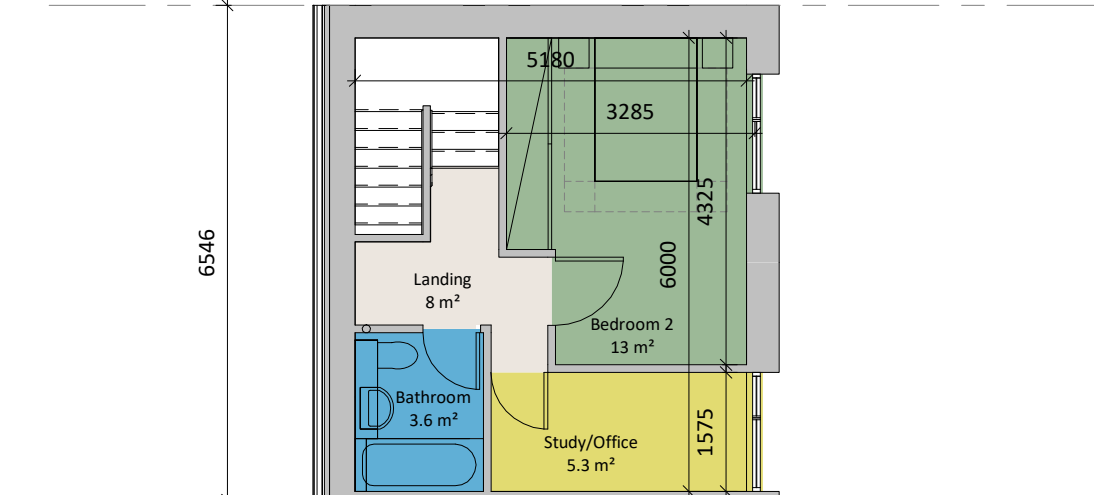 5180
3285
4325
6546
6000
Landing
8 m²
Bedroom 2
13 m²
Bathroom
3.6 m²
1575
Study/Office
5.3 m²